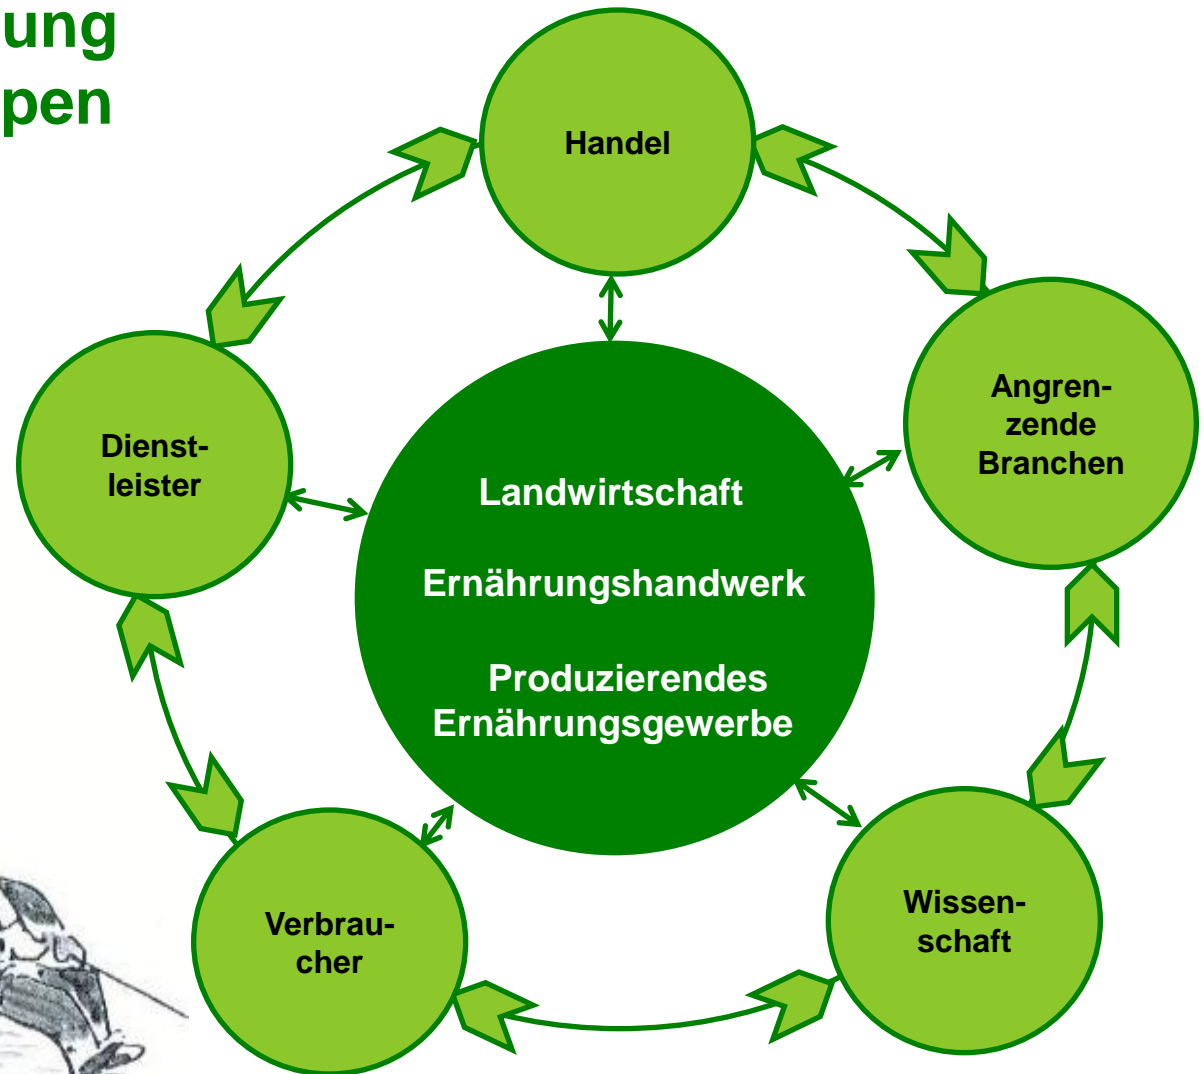 ung
pen
Handel
Angren-
zende
Branchen
Dienst-
leister
Landwirtschaft
Ernährungshandwerk
Produzierendes
Ernährungsgewerbe
Wissen-
schaft
Verbrau-
cher